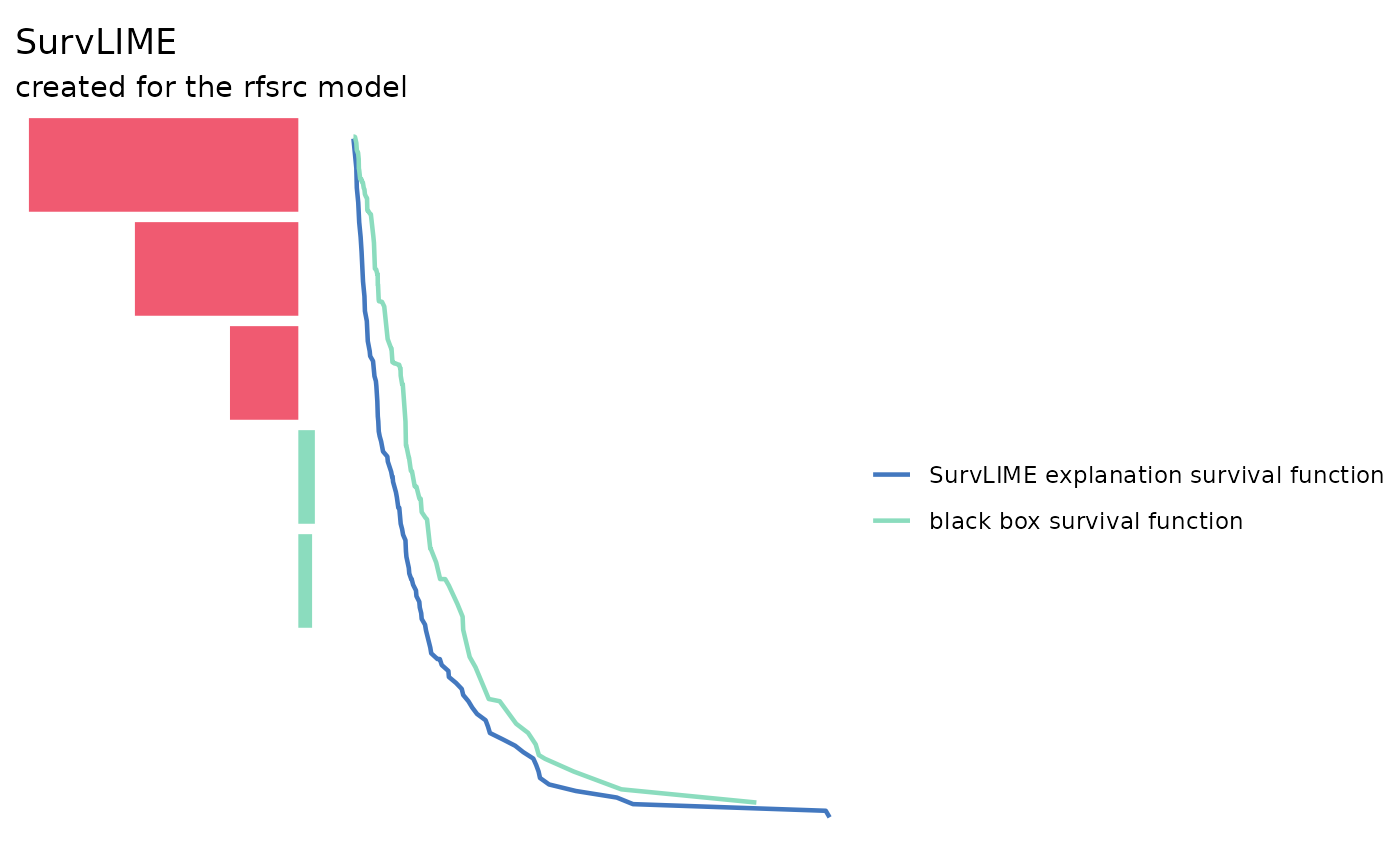 SurvLIME
created for the rfsrc model
SurvLIME explanation survival function
black box survival function